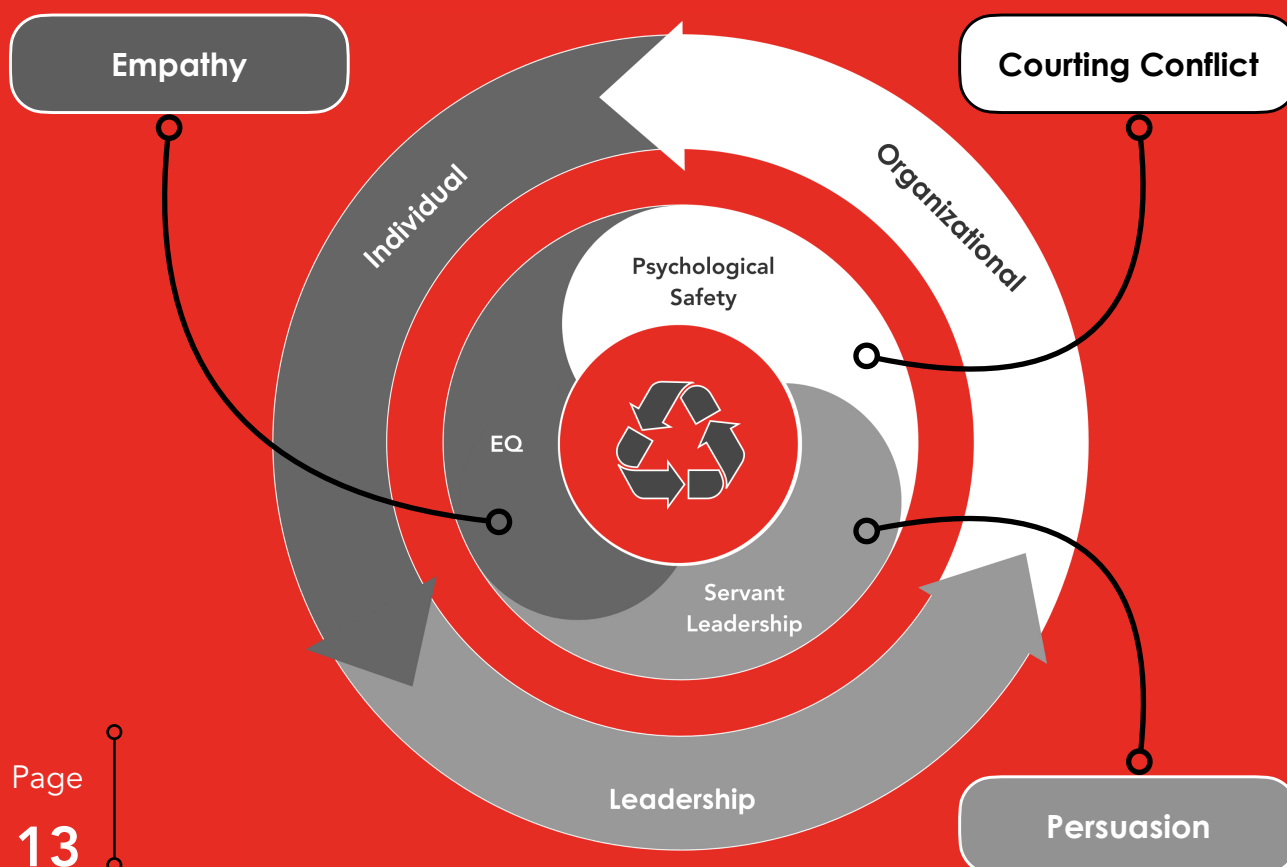 Empathy
Courting Conflict
Individual
Organizational
Psychological
Safety
EQ
Servant
Leadership
Leadership
Page
13
Persuasion